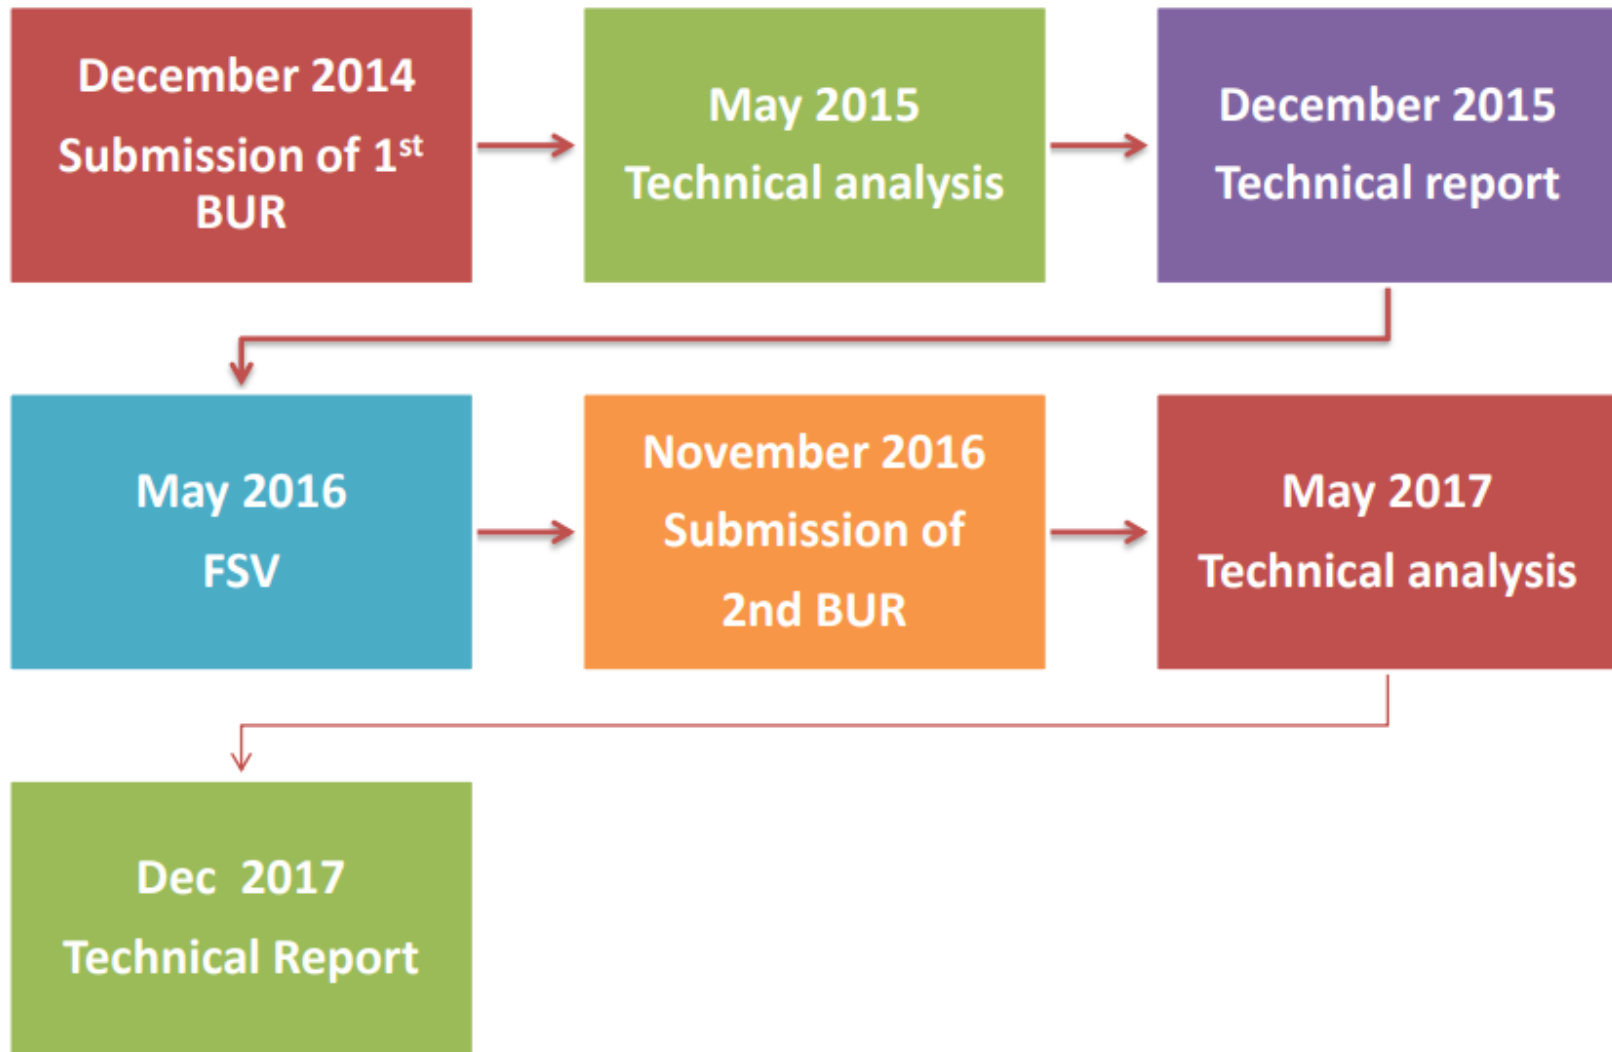 December 2014
Submission of 1st
BUR
May 2015
Technical analysis
December 2015
Technical report
May 2016
FSV
November 2016
Submission of
2nd BUR
May 2017
Technical analysis
Dec  2017
Technical Report